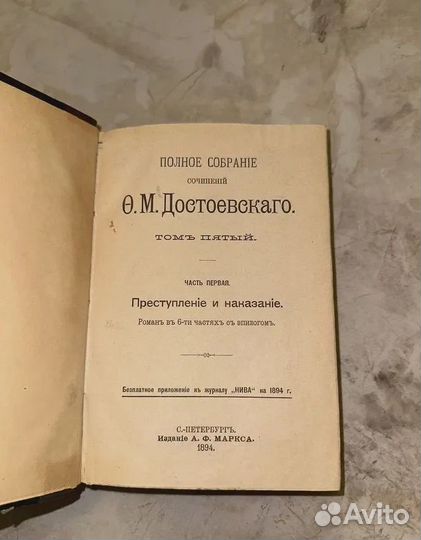 ПОЛНОЕ СОБРАНІЕ
СОЧИНЕНІЙ
Ѳ. М. ДОСТОЕВСКАГО.
ТОМЪ ПЯТЫЙ.
ЧАСТЬ ПЕРВАЯ.
Преступленіе и наказаніе.
Романъ въ 6-ти частяхъ съ эпилогомъ.
Безплатное приложеніе къ журналу „НИВА" на 1894 г.
С.-ПЕТЕРБУРГЪ.
Изданіе А. Ф. МАРКСА.
1894.
Avito